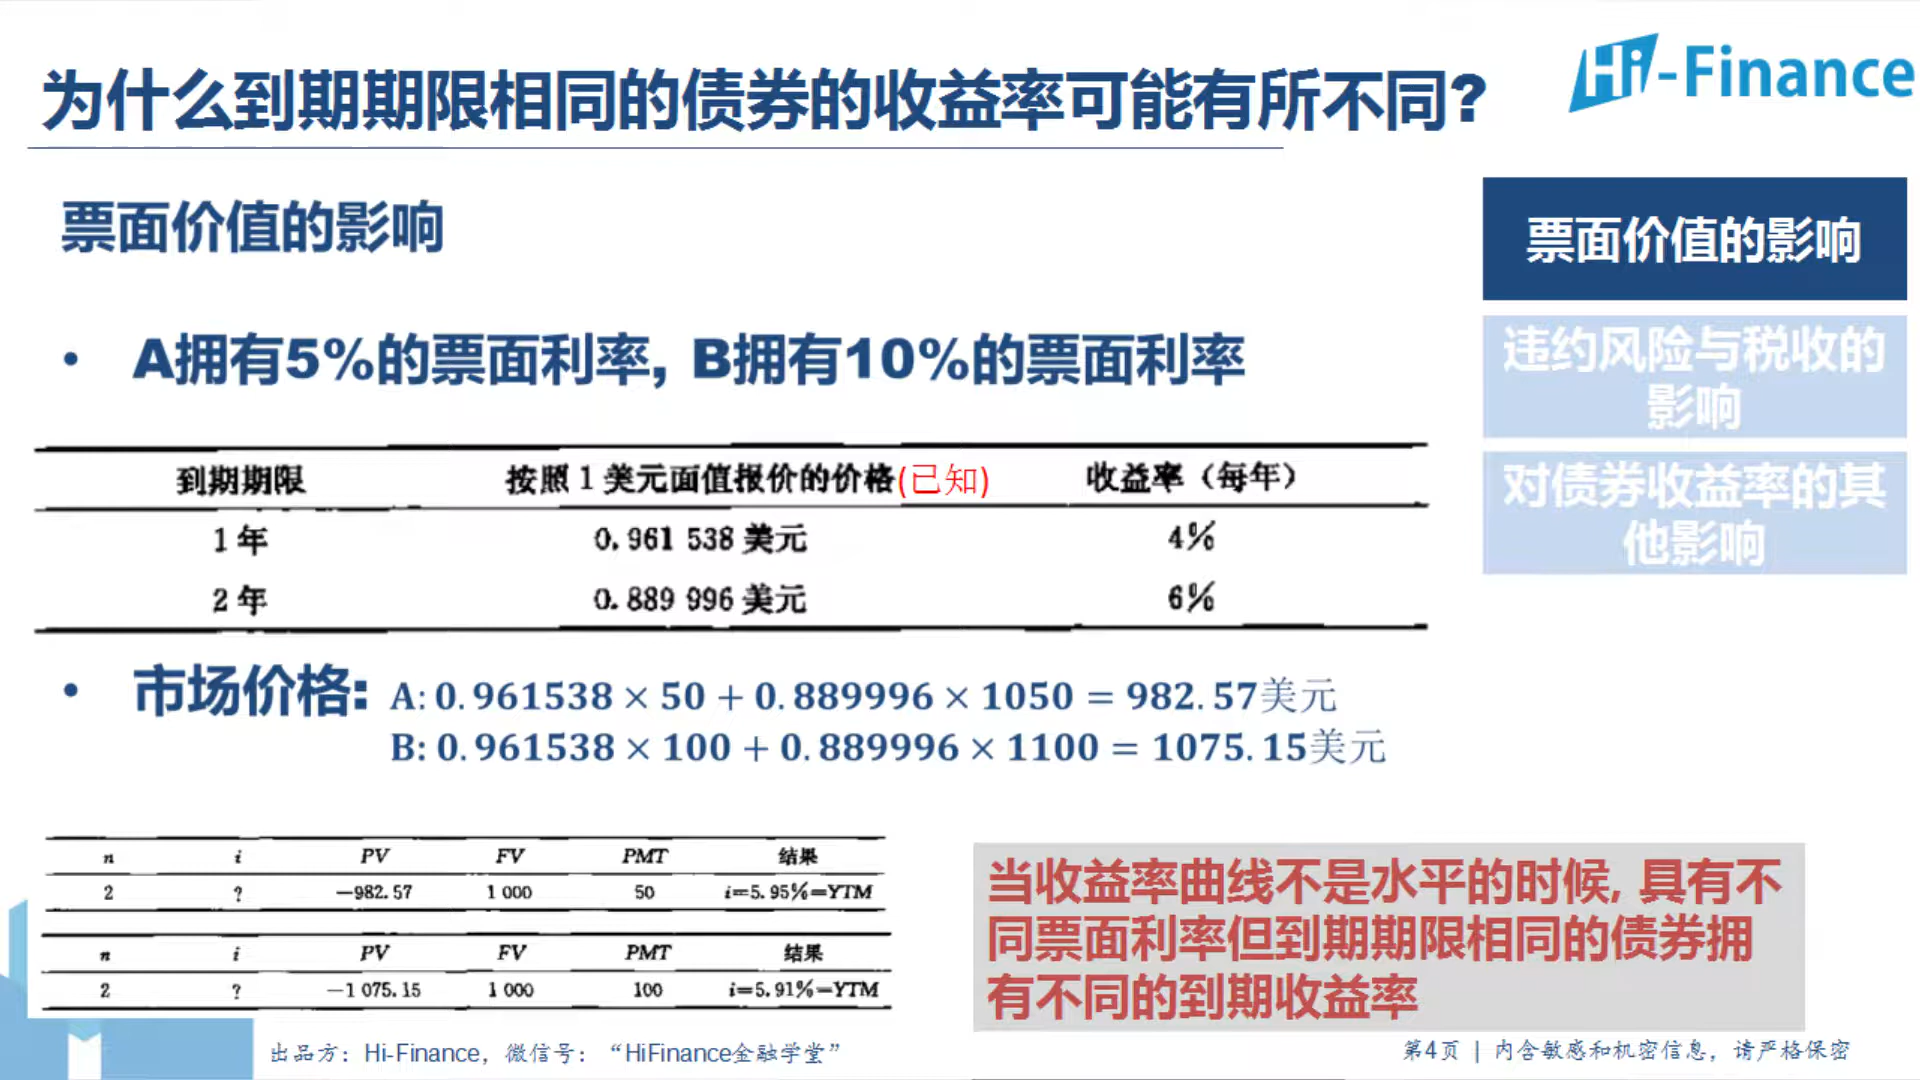 为什么到期期限相同的债券的收益率可能有所不同?
Hi-Finance
票面价值的影响
票面价值的影响
违约风险与税收的
影响
对债券收益率的其
他影响
• A拥有5%的票面利率, B拥有10%的票面利率
到期期限 按照1美元面值报价的价格(已知) 收益率（每年）
1年 0.961 538美元 4%
2年 0.889 996美元 6%
• 市场价格: A: 0.961538 × 50 + 0.889996 × 1050 = 982.57美元
B: 0.961538 × 100 + 0.889996 × 1100 = 1075.15美元
n i PV FV PMT 结果
2 ? −982.57 1 000 50 i=5.95%=YTM
n i PV FV PMT 结果
2 ? −1 075.15 1 000 100 i=5.91%=YTM
当收益率曲线不是水平的时候, 具有不
同票面利率但到期期限相同的债券拥
有不同的到期收益率
出品方：Hi-Finance，微信号：“HiFinance金融学堂”
第4页 | 内含敏感和机密信息，请严格保密